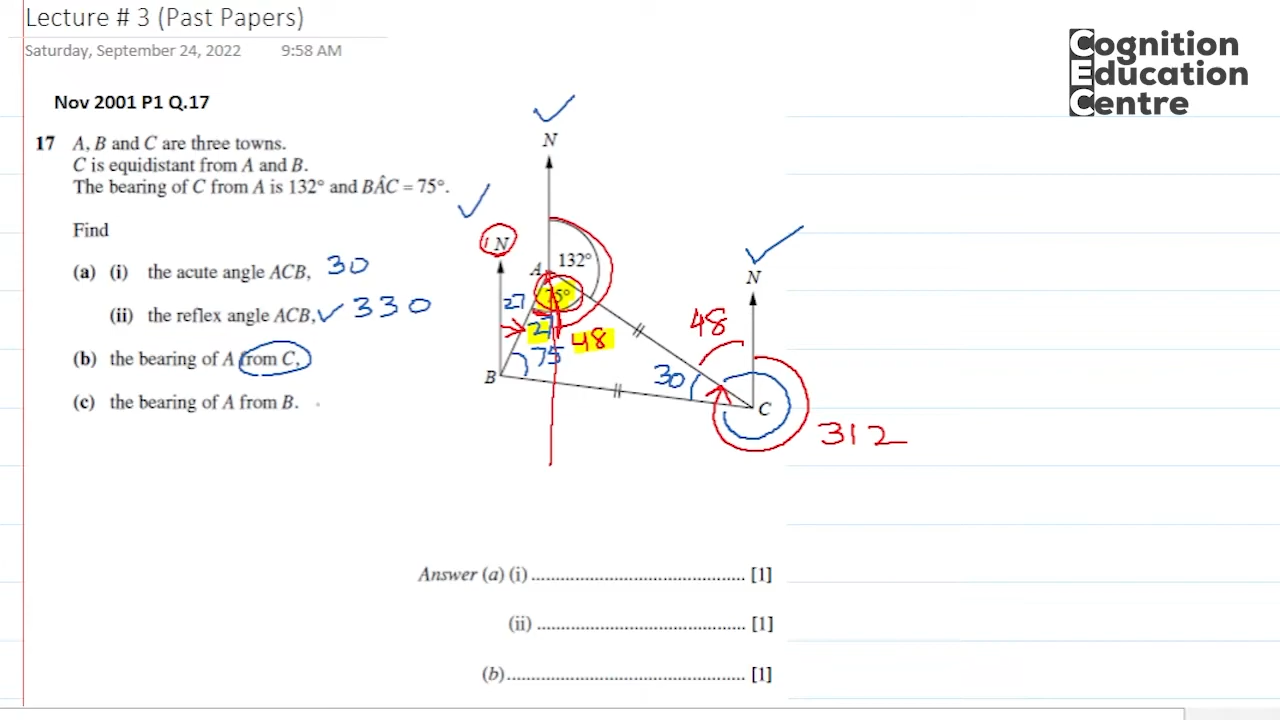 Lecture # 3 (Past Papers)
Saturday, September 24, 2022 9:58 AM
Cognition
Education
Centre
Nov 2001 P1 Q.17
17 A, B and C are three towns.
C is equidistant from A and B.
The bearing of C from A is 132° and BÂC = 75°.
Find
(a) (i) the acute angle ACB, 30
(ii) the reflex angle ACB, 330
(b) the bearing of A from C,
(c) the bearing of A from B.
N
N
N
A
132°
75°
27
27
48
48
75
30
B
C
312
Answer (a) (i) ............................................. [1]
(ii) ............................................. [1]
(b) ............................................. [1]